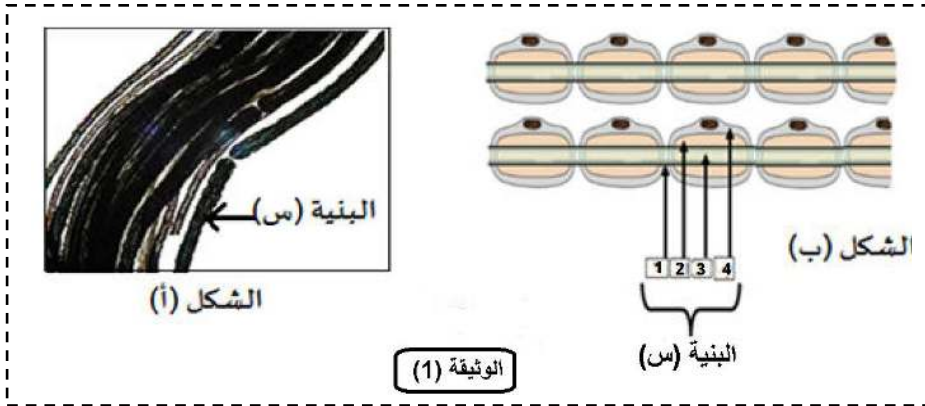 البنية (س)
الشكل (أ)
الشكل (ب)
1 2 3 4
البنية (س)
الوثيقة (1)